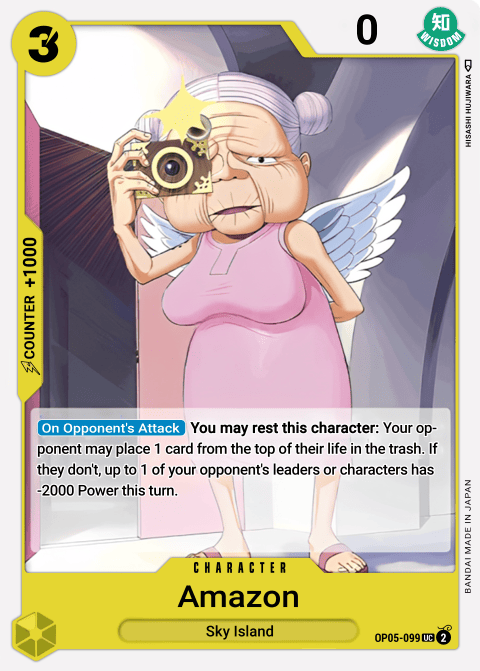 3
0
知
WISDOM
HISASHI HUJIWARA
COUNTER +1000
On Opponent's Attack You may rest this character: Your op-
ponent may place 1 card from the top of their life in the trash. If
they don't, up to 1 of your opponent's leaders or characters has
-2000 Power this turn.
BANDAI MADE IN JAPAN
CHARACTER
Amazon
Sky Island
OP05-099 UC 2